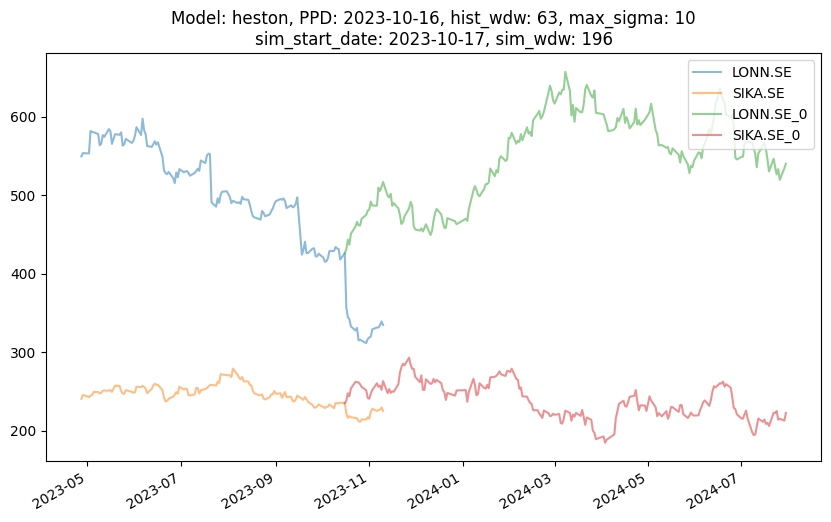 Model: heston, PPD: 2023-10-16, hist_wdw: 63, max_sigma: 10
sim_start_date: 2023-10-17, sim_wdw: 196
LONN.SE
SIKA.SE
LONN.SE_0
SIKA.SE_0
600
500
400
300
200
2023-05
2023-07
2023-09
2023-11
2024-01
2024-03
2024-05
2024-07